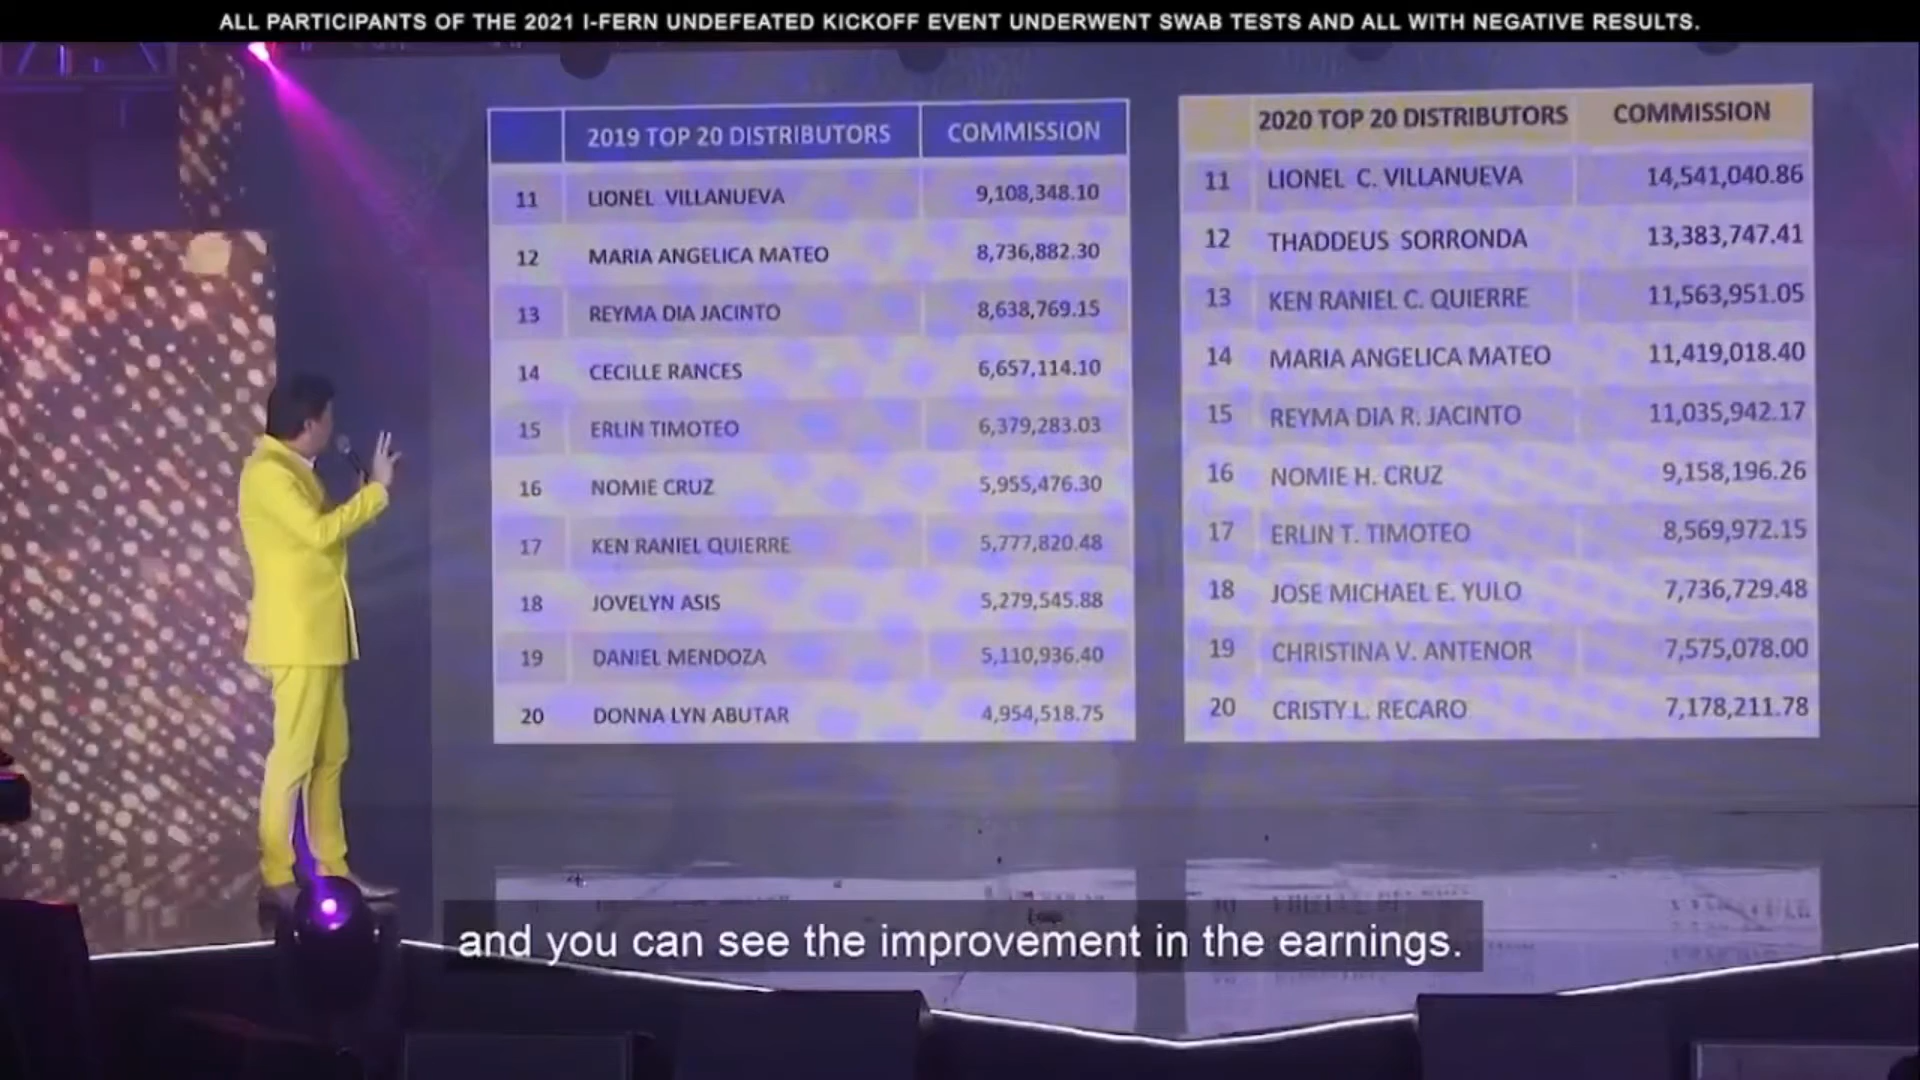 ALL PARTICIPANTS OF THE 2021 I-FERN UNDEFEATED KICKOFF EVENT UNDERWENT SWAB TESTS AND ALL WITH NEGATIVE RESULTS.
2019 TOP 20 DISTRIBUTORS COMMISSION
11 LIONEL VILLANUEVA 9,108,348.10
12 MARIA ANGELICA MATEO 8,736,882.30
13 REYMA DIA JACINTO 8,638,769.15
14 CECILLE RANCES 6,657,114.10
15 ERLIN TIMOTEO 6,379,283.03
16 NOMIE CRUZ 5,955,476.30
17 KEN RANIEL QUIERRE 5,777,820.48
18 JOVELYN ASIS 5,279,545.88
19 DANIEL MENDOZA 5,110,936.40
20 DONNA LYN ABUTAR 4,954,518.75
2020 TOP 20 DISTRIBUTORS COMMISSION
11 LIONEL C. VILLANUEVA 14,541,040.86
12 THADDEUS SORRONDA 13,383,747.41
13 KEN RANIEL C. QUIERRE 11,563,951.05
14 MARIA ANGELICA MATEO 11,419,018.40
15 REYMA DIA R. JACINTO 11,035,942.17
16 NOMIE H. CRUZ 9,158,196.26
17 ERLIN T. TIMOTEO 8,569,972.15
18 JOSE MICHAEL E. YULO 7,736,729.48
19 CHRISTINA V. ANTENOR 7,575,078.00
20 CRISTY L. RECARO 7,178,211.78
and you can see the improvement in the earnings.